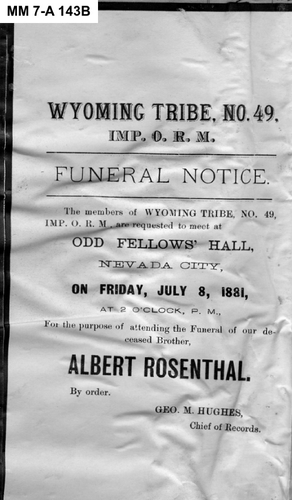 MM 7-A 143B
WYOMING TRIBE, NO. 49.
IMP. O. R. M.
FUNERAL NOTICE.
The members of WYOMING TRIBE, NO. 49,
IMP. O. R. M., are requested to meet at
ODD FELLOWS' HALL,
NEVADA CITY,
ON FRIDAY, JULY 8, 1881,
AT 2 O'CLOCK, P. M.,
For the purpose of attending the Funeral of our de-
ceased Brother,
ALBERT ROSENTHAL.
By order.
GEO. M. HUGHES,
Chief of Records.